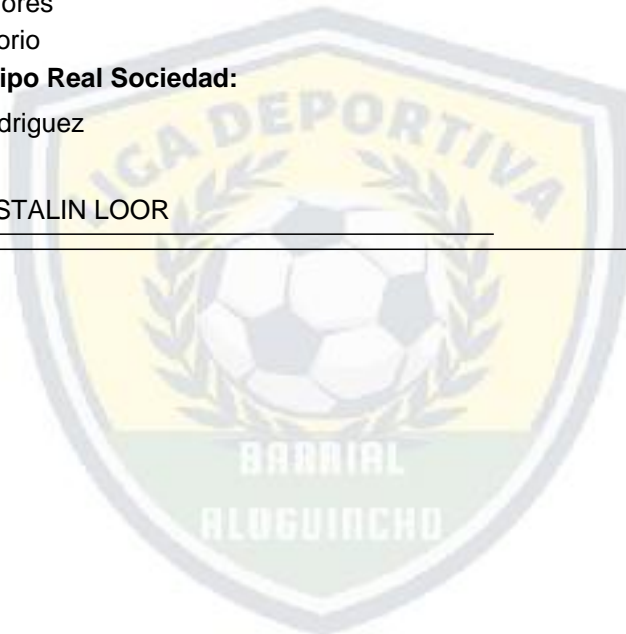 ores
orio
ipo Real Sociedad:
driguez
STALIN LOOR
LIGA DEPORTIVA
BARRIAL
ALUGUINCHO